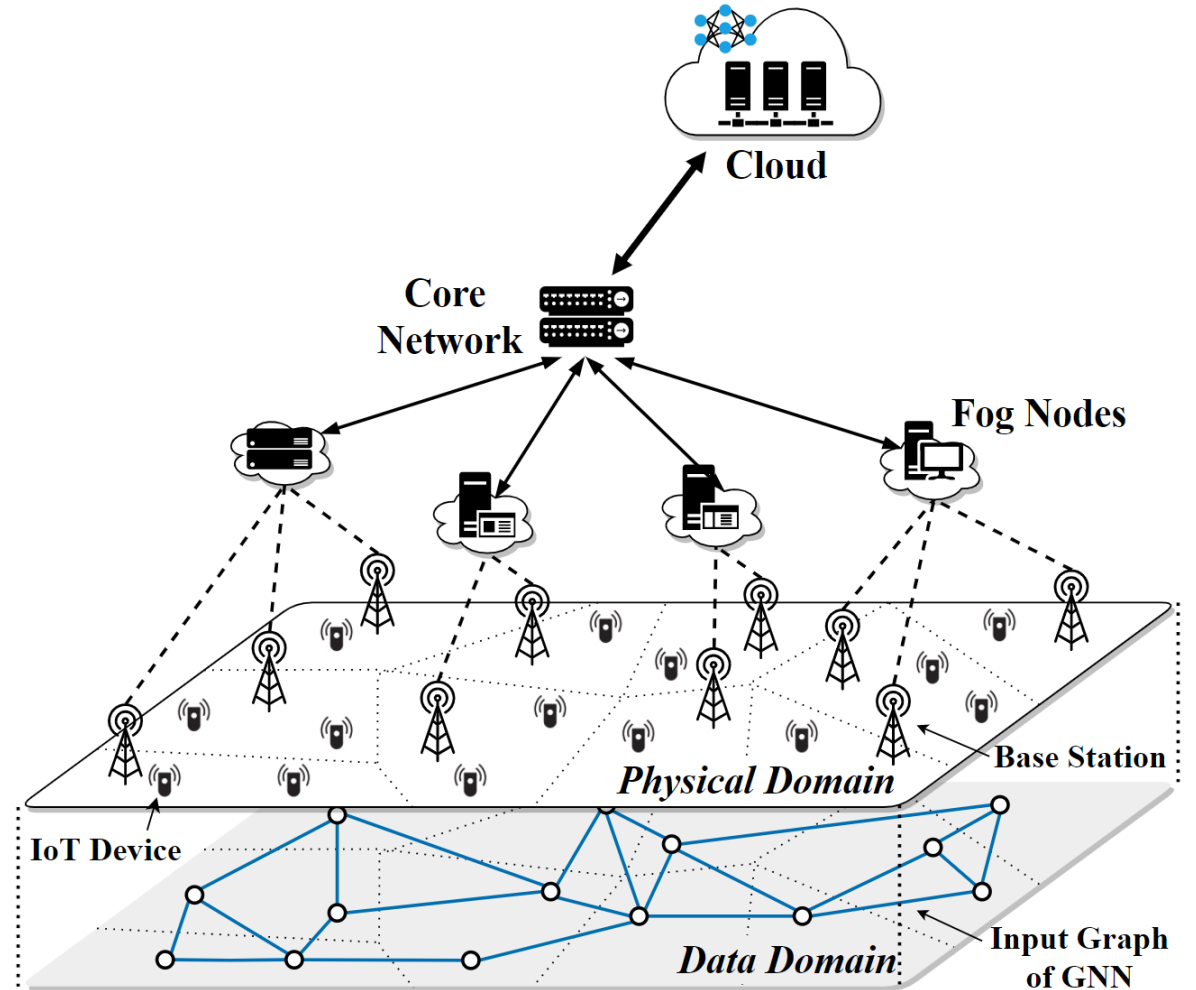 Cloud
Core
Network
Fog Nodes
Base Station
Physical Domain
IoT Device
Input Graph
of GNN
Data Domain